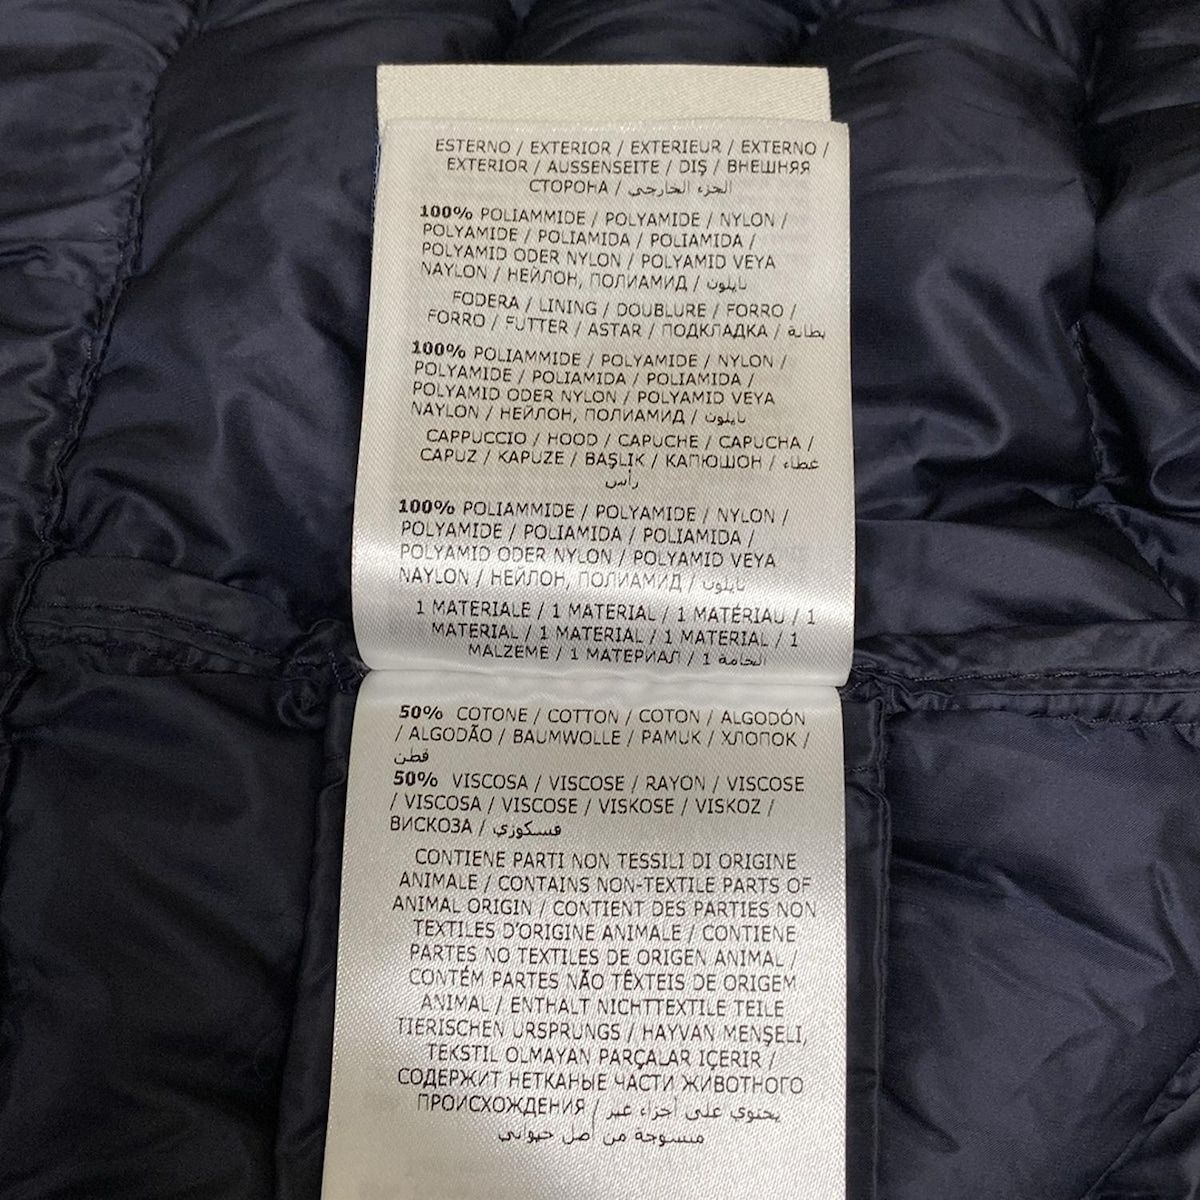 ESTERNO / EXTERIOR / EXTERIEUR / EXTERNO /
EXTERIOR / AUSSENSEITE / DIŞ / ВНЕШНЯЯ
СТОРОНА / الجزء الخارجي
100% POLIAMMIDE / POLYAMIDE / NYLON /
POLYAMIDE / POLIAMIDA / POLIAMIDA /
POLYAMID ODER NYLON / POLYAMID VEYA
NAYLON / НЕЙЛОН, ПОЛИАМИД / نايلون
FODERA / LINING / DOUBLURE / FORRO /
FORRO / FUTTER / ASTAR / ПОДКЛАДКА / بطانة
100% POLIAMMIDE / POLYAMIDE / NYLON /
POLYAMIDE / POLIAMIDA / POLIAMIDA /
POLYAMID ODER NYLON / POLYAMID VEYA
NAYLON / НЕЙЛОН, ПОЛИАМИД / نايلون
CAPPUCCIO / HOOD / CAPUCHE / CAPUCHA /
CAPUZ / KAPUZE / BAŞLIK / КАПЮШОН / غطاء
رأس
100% POLIAMMIDE / POLYAMIDE / NYLON /
POLYAMIDE / POLIAMIDA / POLIAMIDA /
POLYAMID ODER NYLON / POLYAMID VEYA
NAYLON / НЕЙЛОН, ПОЛИАМИД / نايلون
1 MATERIALE / 1 MATERIAL / 1 MATÉRIAU / 1
MATERIAL / 1 MATERIAL / 1 MATERIAL / 1
MALZEME / 1 МАТЕРИАЛ / 1 الخامة
50% COTONE / COTTON / COTON / ALGODÓN
/ ALGODÃO / BAUMWOLLE / PAMUK / ХЛОПОК /
قطن
50% VISCOSA / VISCOSE / RAYON / VISCOSE
/ VISCOSA / VISCOSE / VISKOSE / VISKOZ /
ВИСКОЗА / فسكوزي
CONTIENE PARTI NON TESSILI DI ORIGINE
ANIMALE / CONTAINS NON-TEXTILE PARTS OF
ANIMAL ORIGIN / CONTIENT DES PARTIES NON
TEXTILES D'ORIGINE ANIMALE / CONTIENE
PARTES NO TEXTILES DE ORIGEN ANIMAL /
CONTÉM PARTES NÃO TÊXTEIS DE ORIGEM
ANIMAL / ENTHÄLT NICHTTEXTILE TEILE
TIERISCHEN URSPRUNGS / HAYVAN MENŞELİ,
TEKSTIL OLMAYAN PARÇALAR IÇERIR /
СОДЕРЖИТ НЕТКАНЫЕ ЧАСТИ ЖИВОТНОГО
ПРОИСХОЖДЕНИЯ / يحتوي على أجزاء غير
منسوجة من أصل حيواني